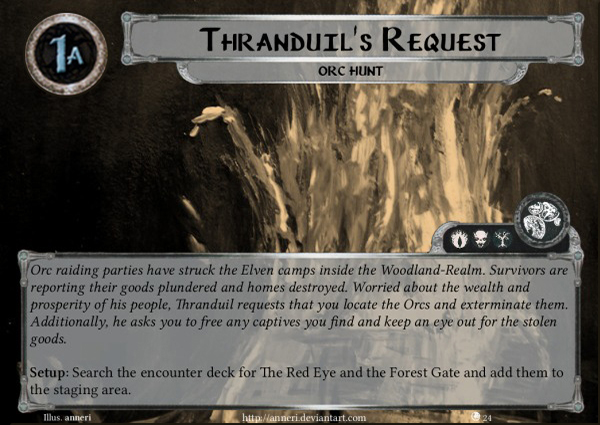 1A
THRANDUIL'S REQUEST
ORC HUNT
Orc raiding parties have struck the Elven camps inside the Woodland-Realm. Survivors are
reporting their goods plundered and homes destroyed. Worried about the wealth and
prosperity of his people, Thranduil requests that you locate the Orcs and exterminate them.
Additionally, he asks you to free any captives you find and keep an eye out for the stolen
goods.
Setup: Search the encounter deck for The Red Eye and the Forest Gate and add them to
the staging area.
Illus. anneri http://anneri.deviantart.com 24